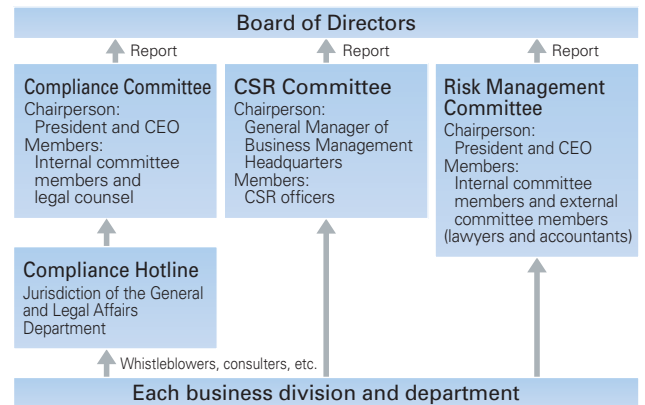 Board of Directors
Report
Report
Report
Compliance Committee
Chairperson:
President and CEO
Members:
Internal committee
members and
legal counsel
CSR Committee
Chairperson:
General Manager of
Business Management
Headquarters
Members:
CSR officers
Risk Management
Committee
Chairperson:
President and CEO
Members:
Internal committee
members and external
committee members
(lawyers and accountants)
Compliance Hotline
Jurisdiction of the General
and Legal Affairs
Department
Whistleblowers, consulters, etc.
Each business division and department